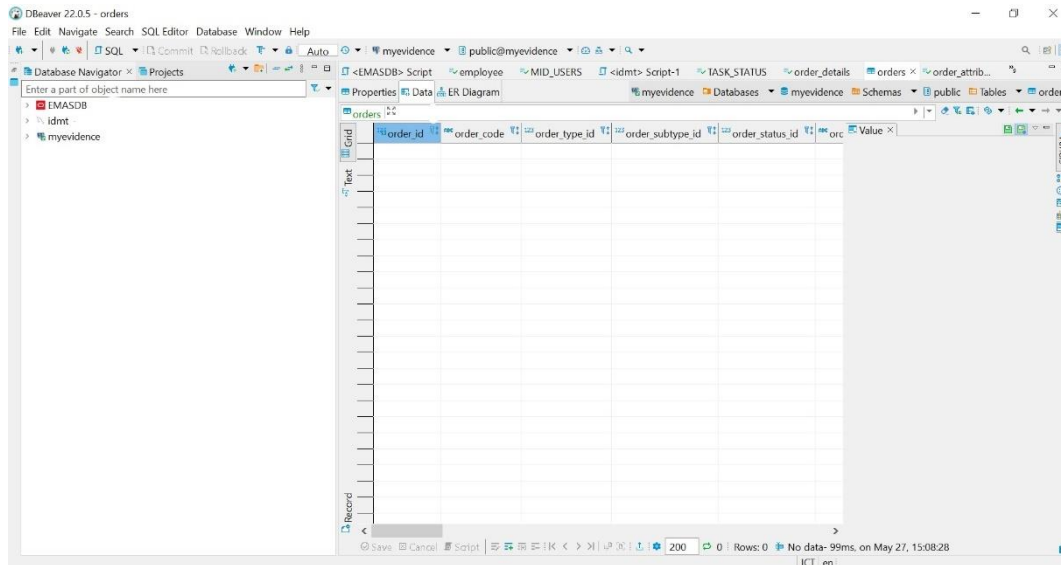 DBeaver 22.0.5 - orders
File Edit Navigate Search SQL Editor Database Window Help
SQL Commit Rollback Auto myevidence public@myevidence
Database Navigator Projects
<EMASDB> Script employee MID_USERS <idmt> Script-1 TASK_STATUS order_details orders order_attrib...
Enter a part of object name here
Properties Data ER Diagram
myevidence Databases myevidence Schemas public Tables order
EMASDB
idmt
myevidence
orders
Grid
Text
Record
order_id order_code order_type_id order_subtype_id order_status_id orc
Value
Save Cancel Script 200 0 Rows: 0 No data- 99ms, on May 27, 15:08:28
ICT en